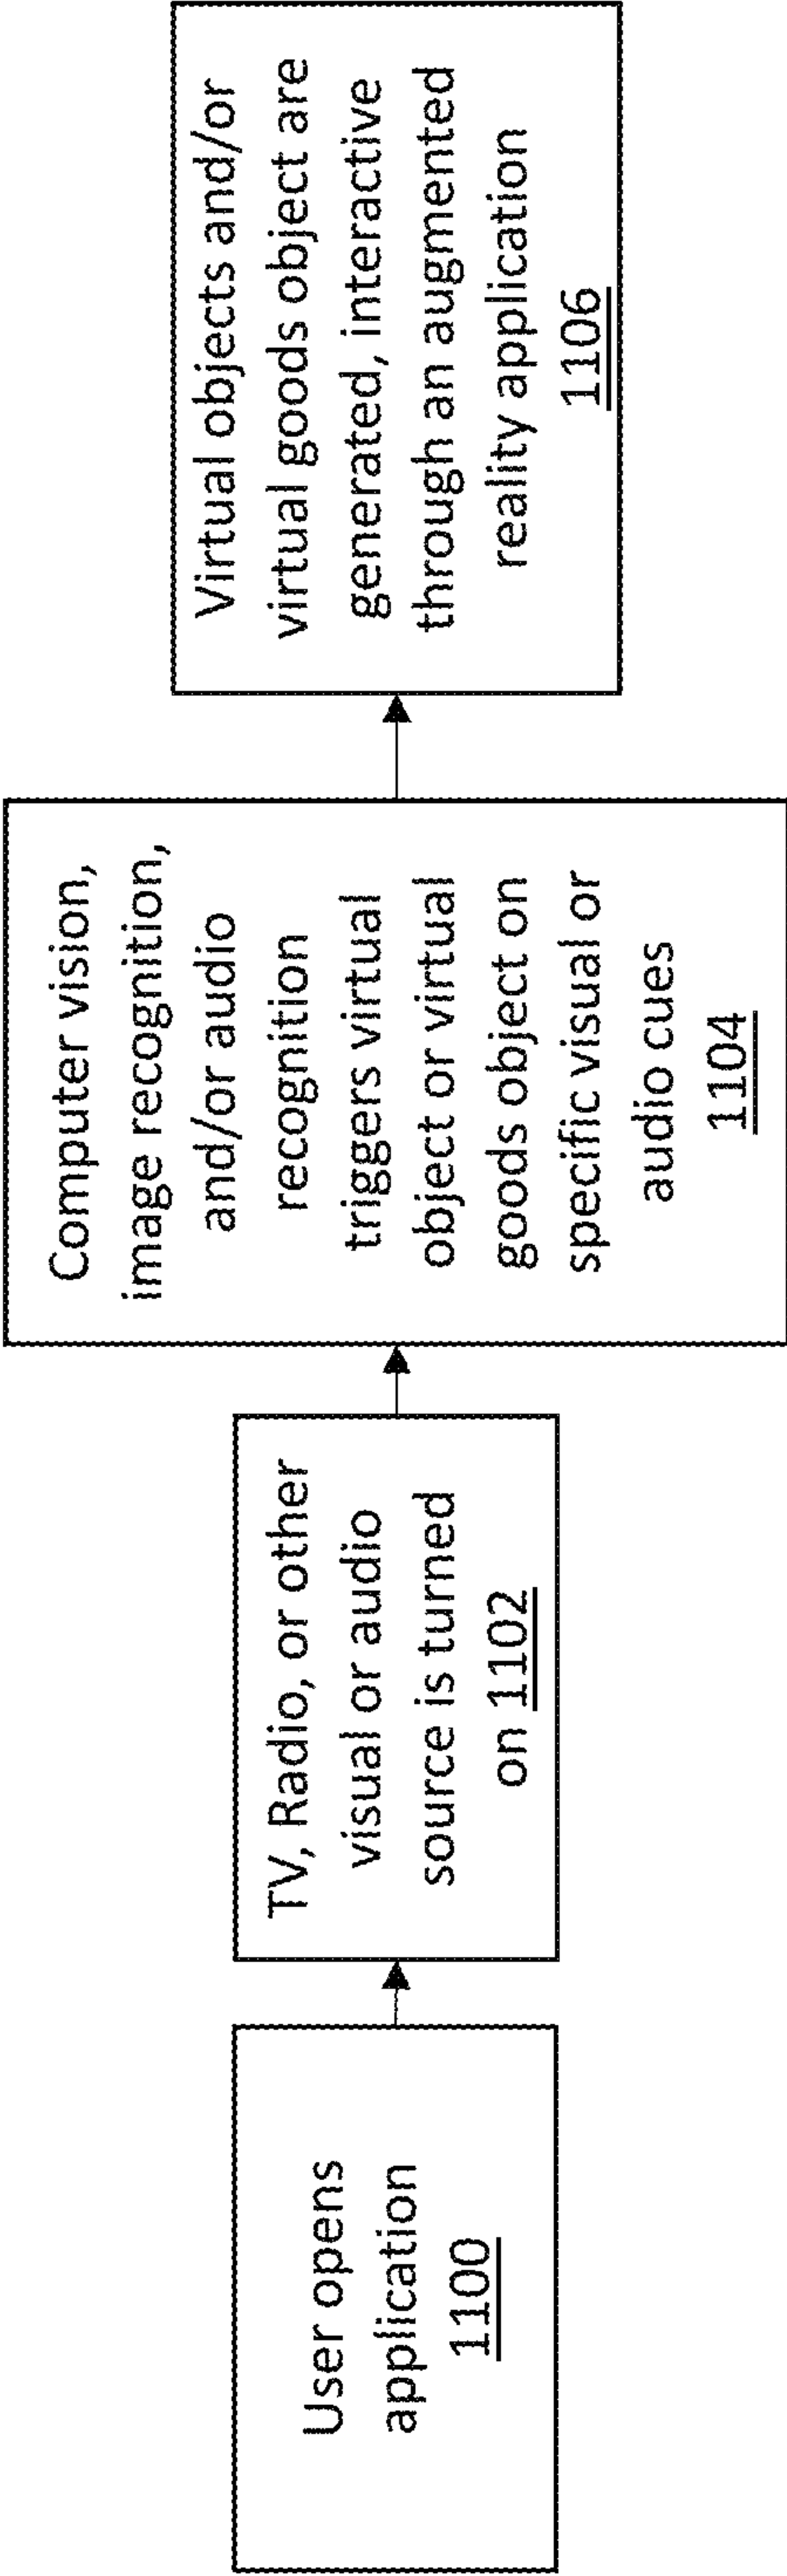 User opens
application
1100
TV, Radio, or other
visual or audio
source is turned
on 1102
Computer vision,
image recognition,
and/or audio
recognition
triggers virtual
object or virtual
goods object on
specific visual or
audio cues
1104
Virtual objects and/or
virtual goods object are
generated, interactive
through an augmented
reality application
1106